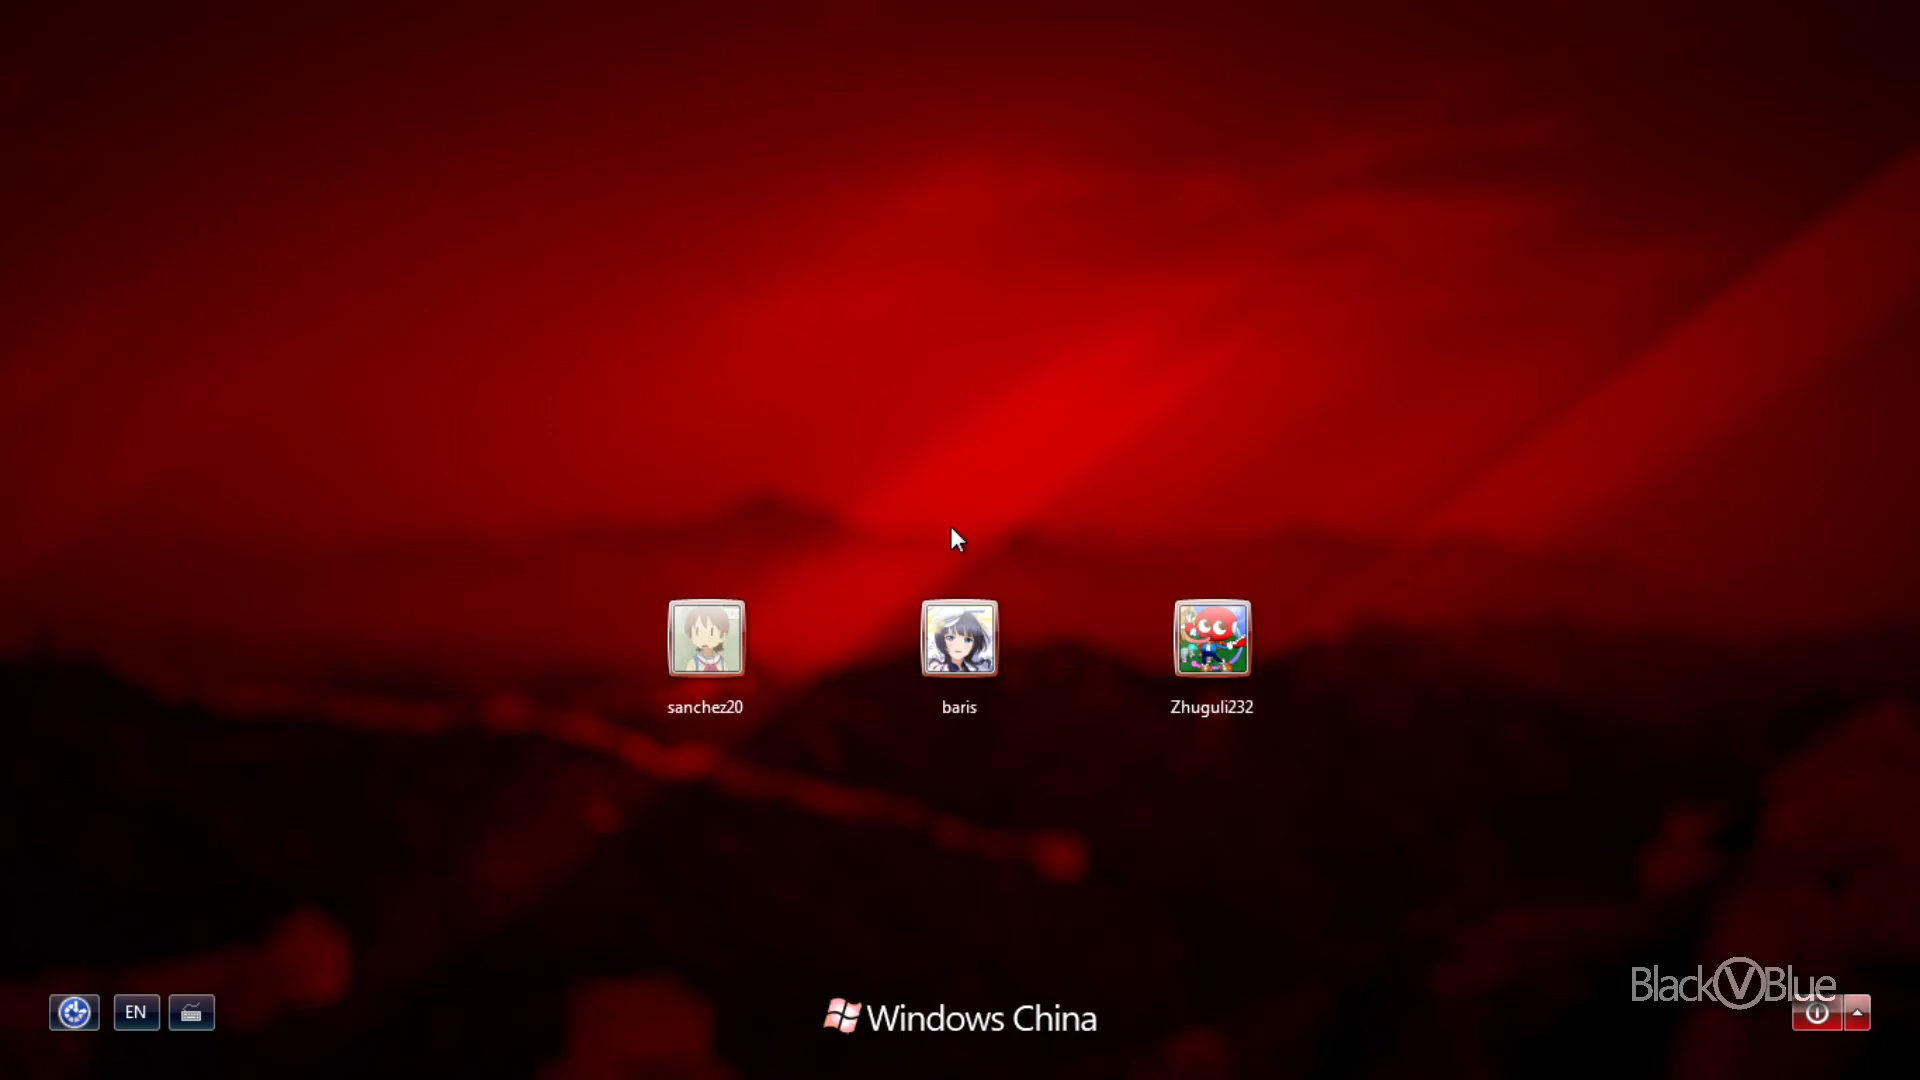 sanchez20
baris
Zhuguli232
BlackVBlue
EN
Windows China